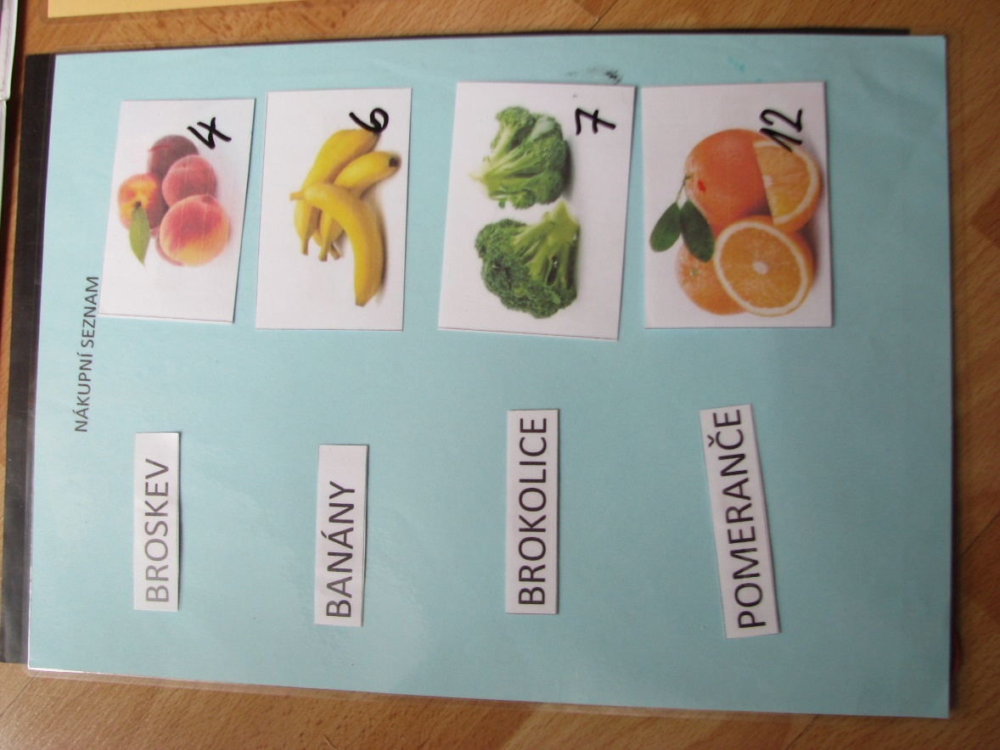 NÁKUPNÍ SEZNAM
BROSKEV 4
BANÁNY 6
BROKOLICE 7
POMERANČE 12